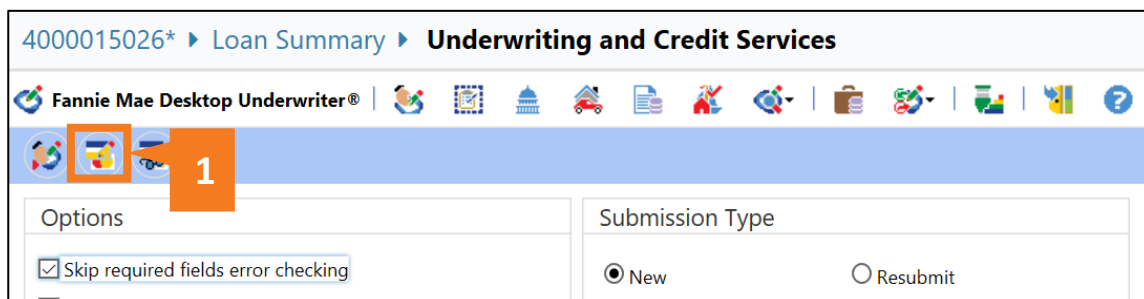 4000015026* ▸ Loan Summary ▸ Underwriting and Credit Services
Fannie Mae Desktop Underwriter®
1
Options
Submission Type
Skip required fields error checking
New
Resubmit